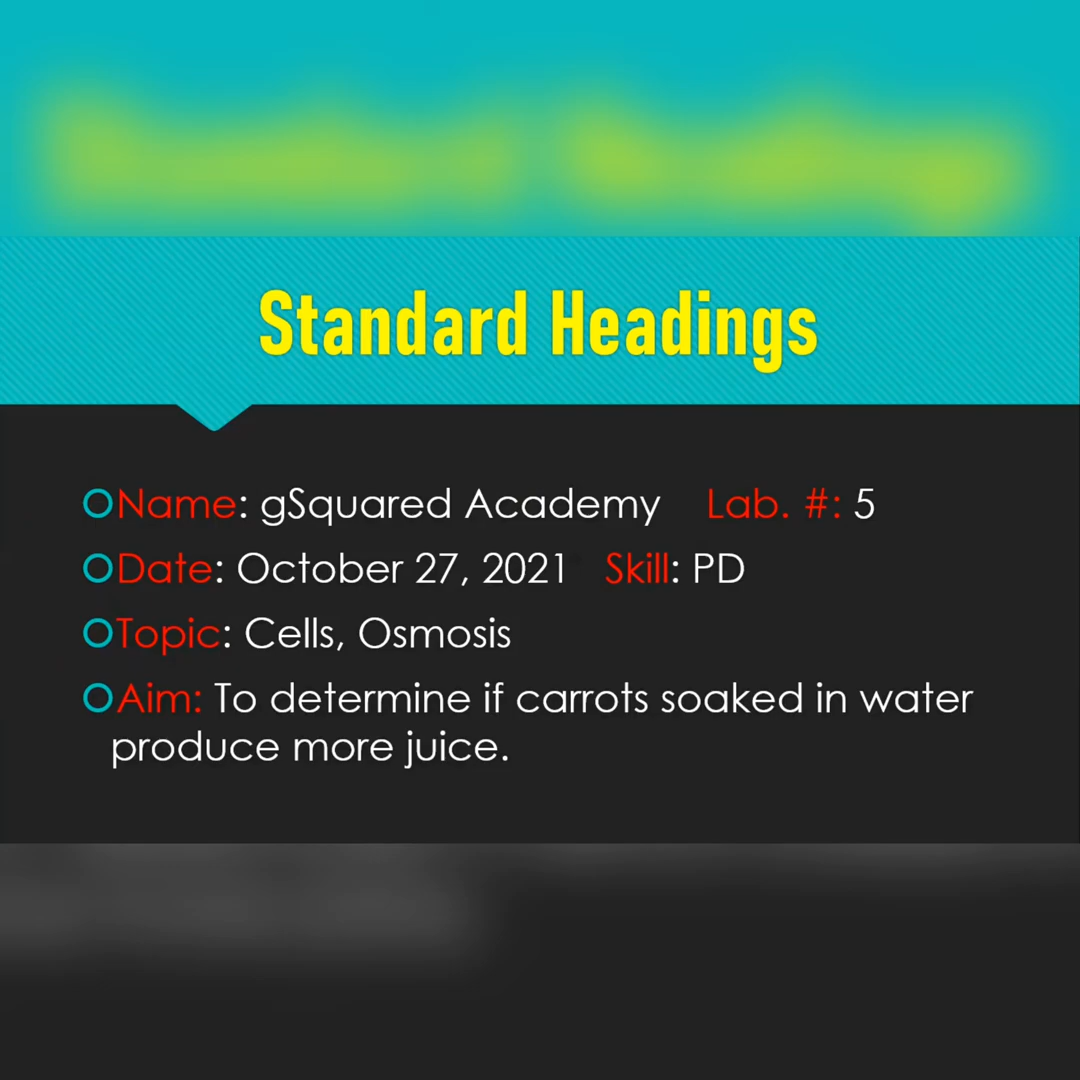 Standard Headings
Name: gSquared Academy Lab. #: 5
Date: October 27, 2021 Skill: PD
Topic: Cells, Osmosis
Aim: To determine if carrots soaked in water
produce more juice.